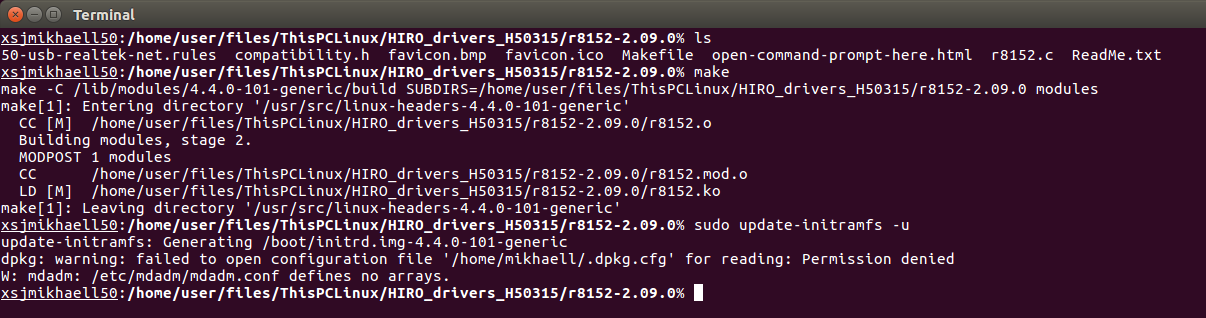 Terminal
xsjmikhaell50:/home/user/files/ThisPCLinux/HIRO_drivers_H50315/r8152-2.09.0% ls
50-usb-realtek-net.rules  compatibility.h  favicon.bmp  favicon.ico  Makefile  open-command-prompt-here.html  r8152.c  ReadMe.txt
xsjmikhaell50:/home/user/files/ThisPCLinux/HIRO_drivers_H50315/r8152-2.09.0% make
make -C /lib/modules/4.4.0-101-generic/build SUBDIRS=/home/user/files/ThisPCLinux/HIRO_drivers_H50315/r8152-2.09.0 modules
make[1]: Entering directory '/usr/src/linux-headers-4.4.0-101-generic'
  CC [M]  /home/user/files/ThisPCLinux/HIRO_drivers_H50315/r8152-2.09.0/r8152.o
  Building modules, stage 2.
  MODPOST 1 modules
  CC      /home/user/files/ThisPCLinux/HIRO_drivers_H50315/r8152-2.09.0/r8152.mod.o
  LD [M]  /home/user/files/ThisPCLinux/HIRO_drivers_H50315/r8152-2.09.0/r8152.ko
make[1]: Leaving directory '/usr/src/linux-headers-4.4.0-101-generic'
xsjmikhaell50:/home/user/files/ThisPCLinux/HIRO_drivers_H50315/r8152-2.09.0% sudo update-initramfs -u
update-initramfs: Generating /boot/initrd.img-4.4.0-101-generic
dpkg: warning: failed to open configuration file '/home/mikhaell/.dpkg.cfg' for reading: Permission denied
W: mdadm: /etc/mdadm/mdadm.conf defines no arrays.
xsjmikhaell50:/home/user/files/ThisPCLinux/HIRO_drivers_H50315/r8152-2.09.0%